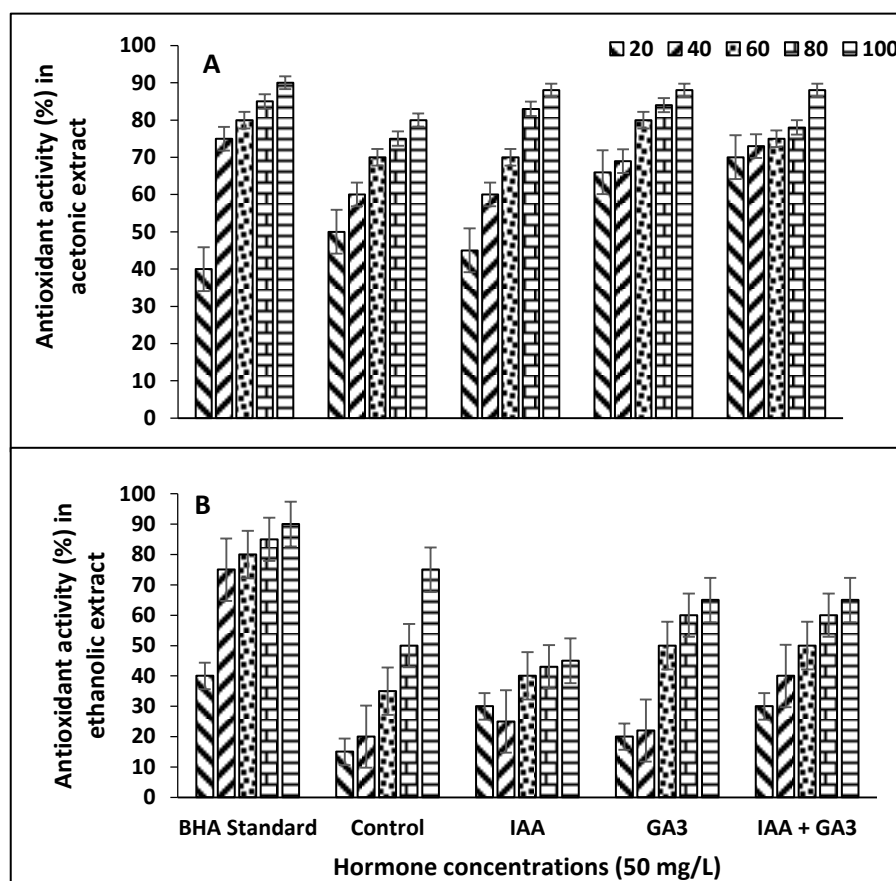 A
20 40 60 80 100
Antioxidant activity (%) in
acetonic extract
100
90
80
70
60
50
40
30
20
10
0
B
Antioxidant activity (%) in
ethanolic extract
100
90
80
70
60
50
40
30
20
10
0
BHA Standard Control IAA GA3 IAA + GA3
Hormone concentrations (50 mg/L)